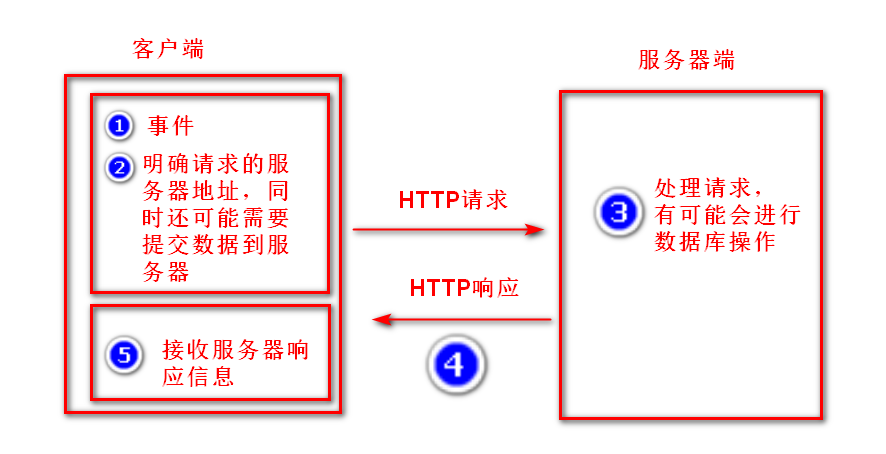 客户端
服务器端
1 事件
2 明确请求的服
务器地址，同
时还可能需要
提交数据到服
务器
HTTP请求
3 处理请求，
有可能会进行
数据库操作
HTTP响应
4
5 接收服务器响
应信息